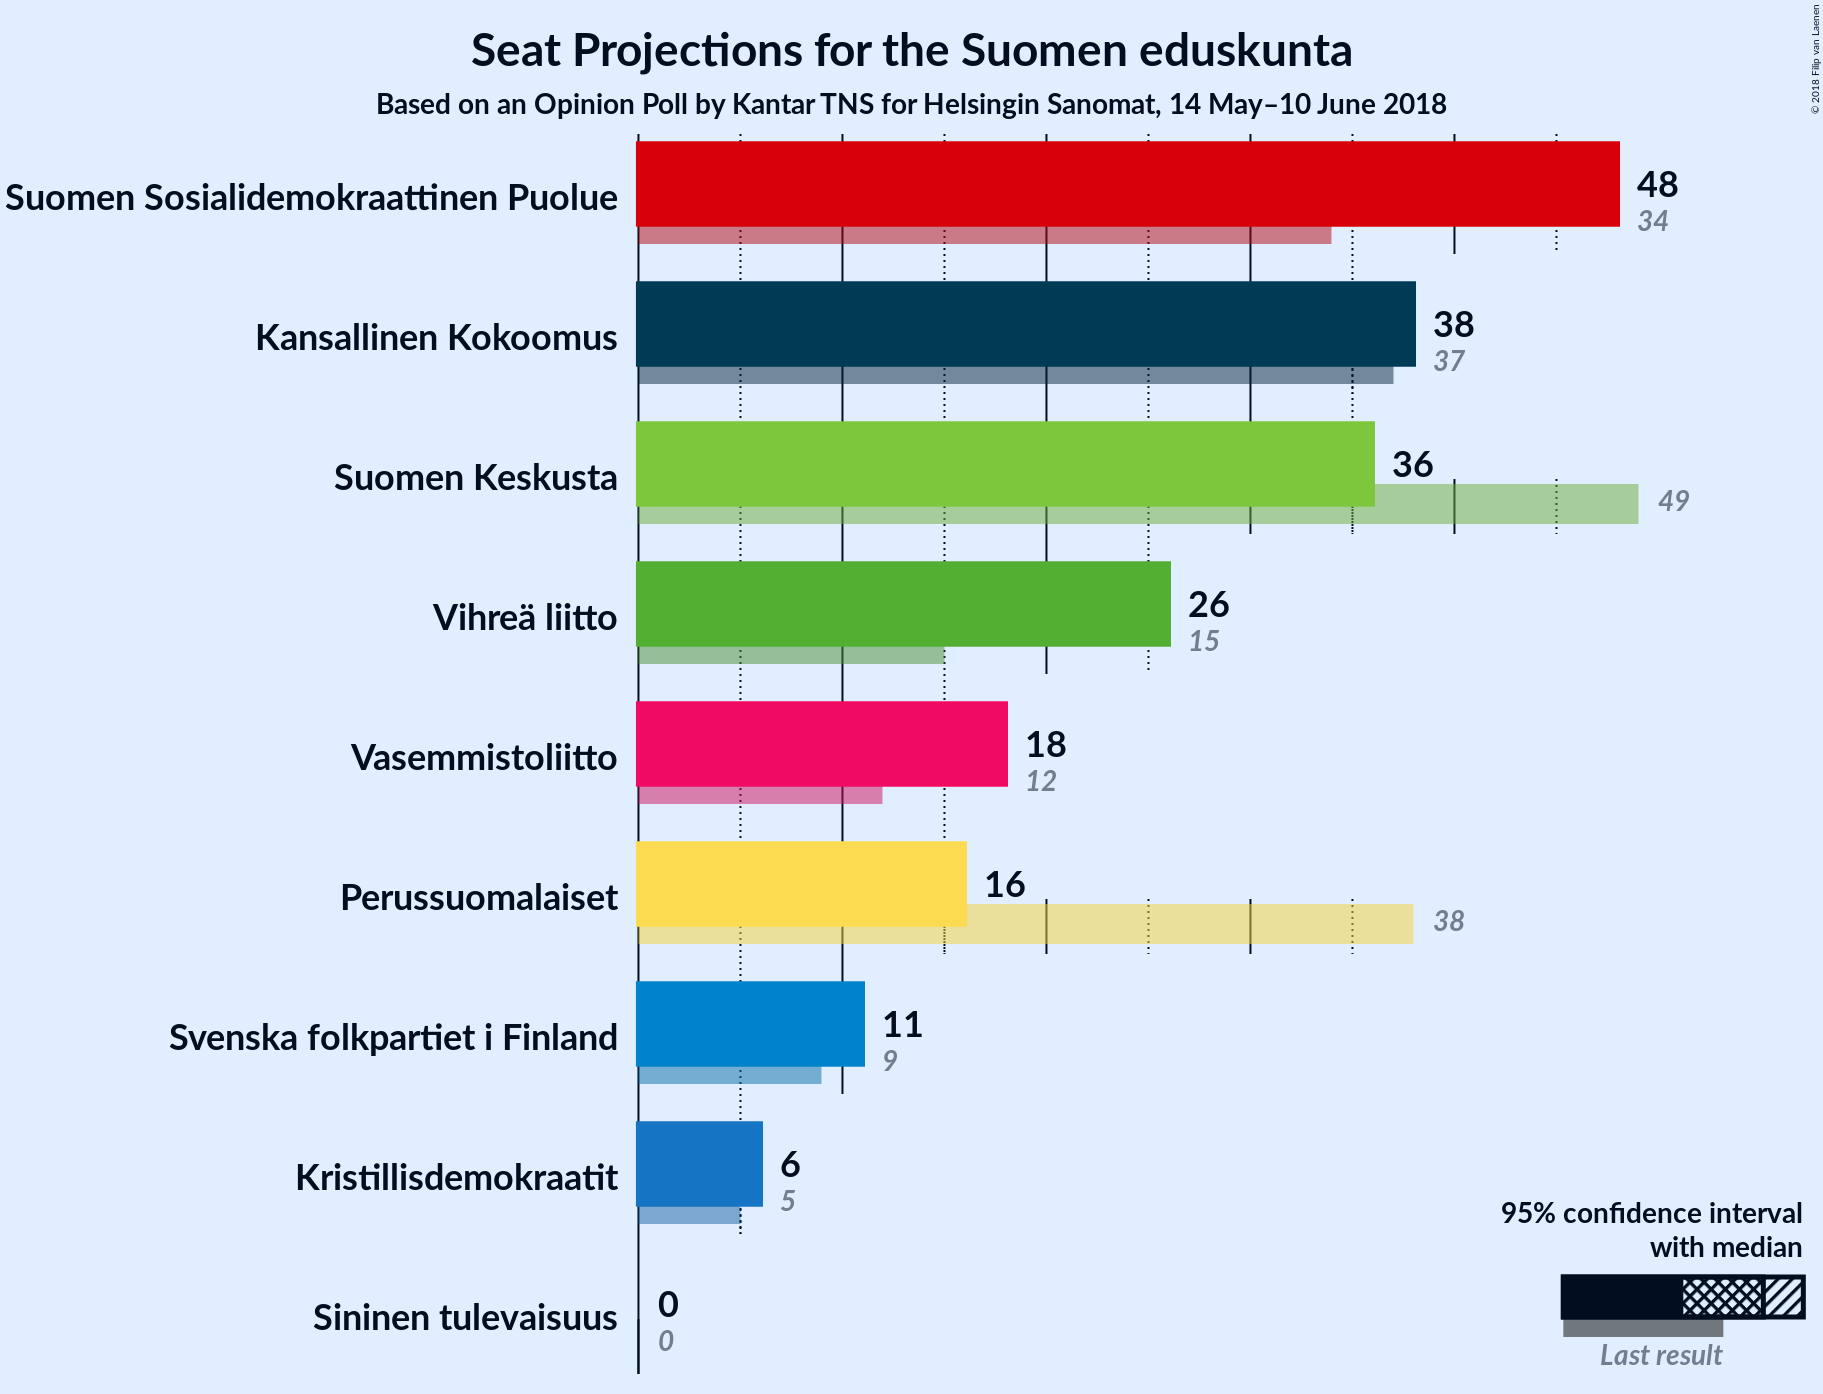 Seat Projections for the Suomen eduskunta
Based on an Opinion Poll by Kantar TNS for Helsingin Sanomat, 14 May–10 June 2018
© 2018 Filip van Laenen
Suomen Sosialidemokraattinen Puolue
48
34
Kansallinen Kokoomus
38
37
Suomen Keskusta
36
49
Vihreä liitto
26
15
Vasemmistoliitto
18
12
Perussuomalaiset
16
38
Svenska folkpartiet i Finland
11
9
Kristillisdemokraatit
6
5
Sininen tulevaisuus
0
0
95% confidence interval
with median
Last result